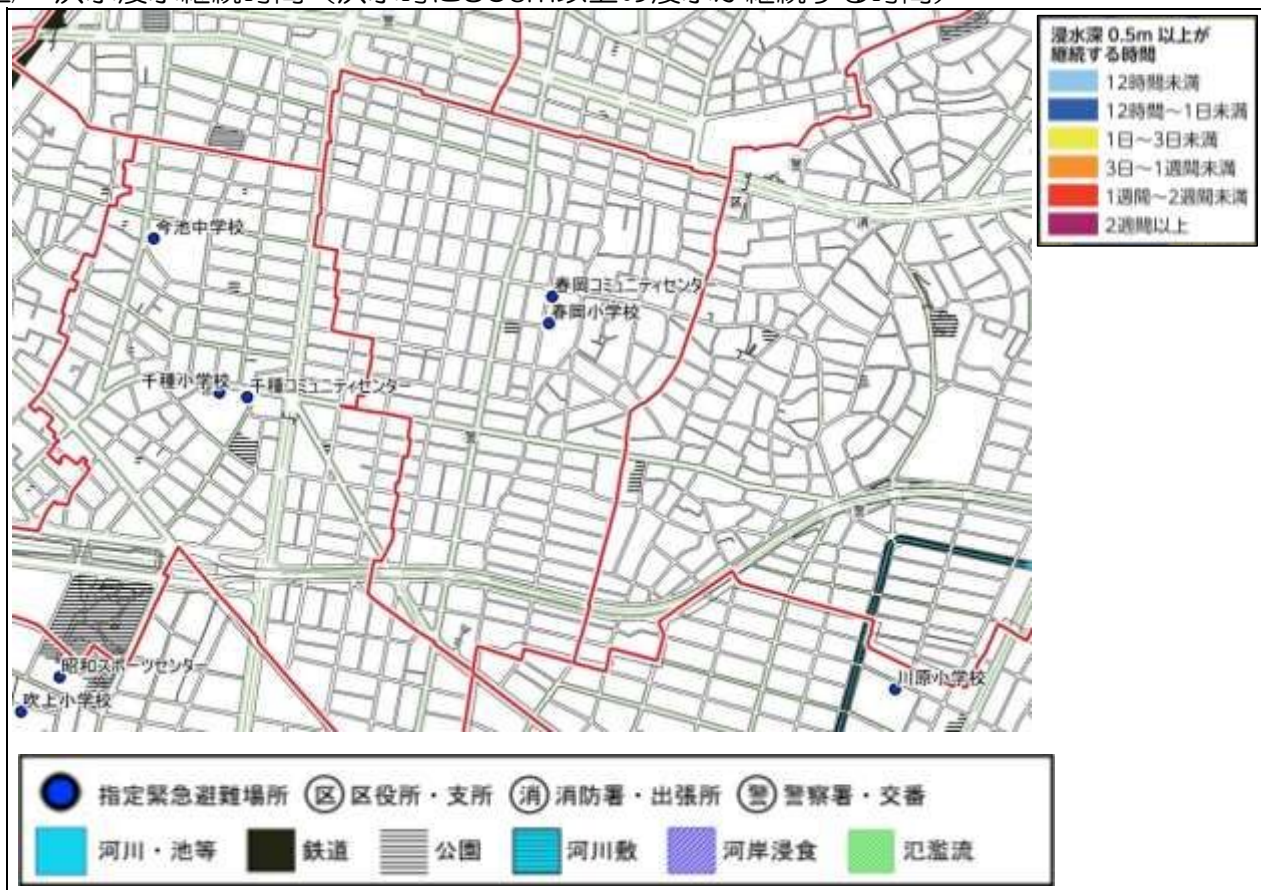 浸水深 0.5m 以上が
継続する時間
12時間未満
12時間～1日未満
1日～3日未満
3日～1週間未満
1週間～2週間未満
2週間以上
警
区
消
今池中学校
春岡コミュニティセンター
春岡小学校
千種小学校
千種コミュニティセンター
警
警
昭和スポーツセンター
吹上小学校
川原小学校
指定緊急避難場所
区 区役所・支所
消 消防署・出張所
警 警察署・交番
河川・池等
鉄道
公園
河川敷
河岸浸食
氾濫流